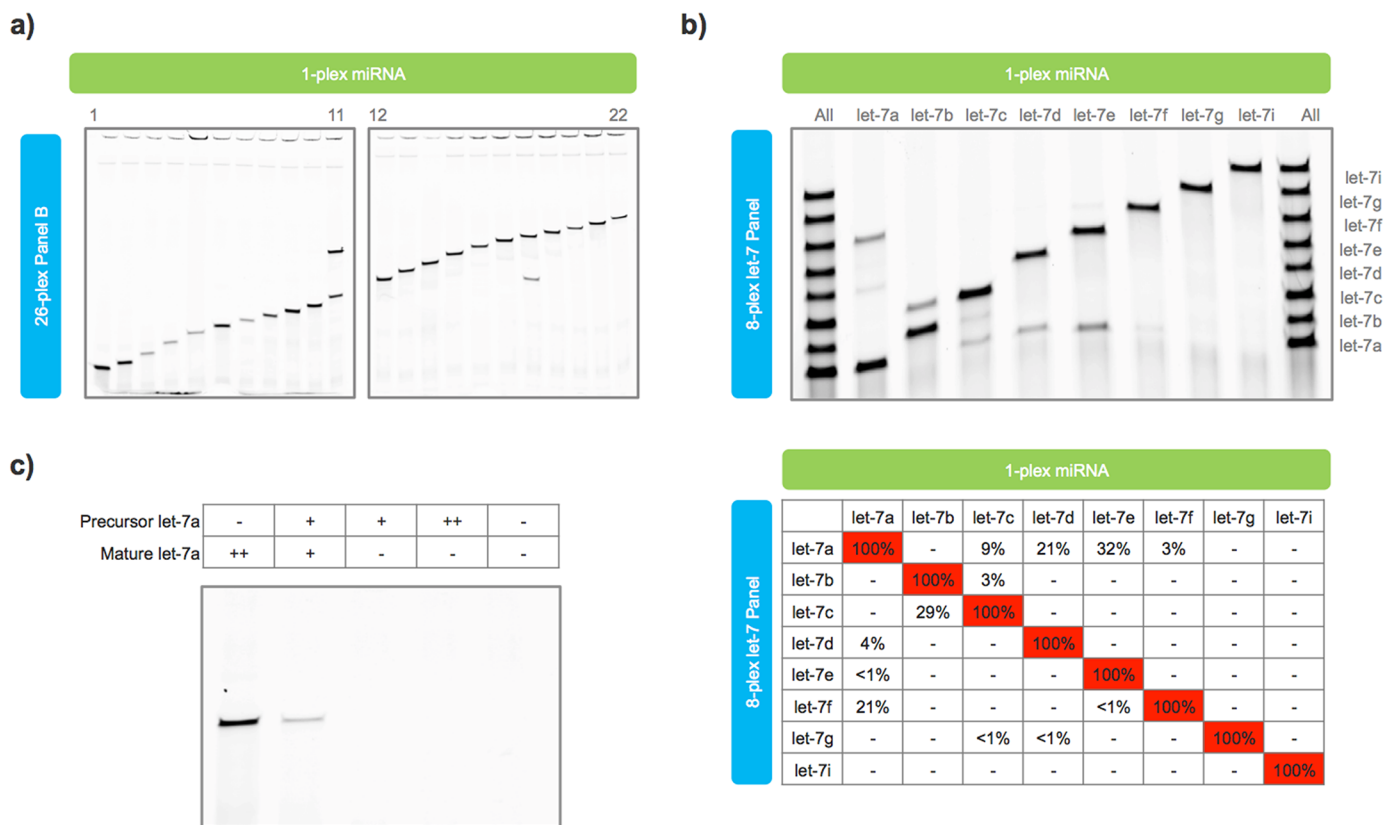 a)
1-plex miRNA
1 11 12 22
26-plex Panel B
b)
1-plex miRNA
All let-7a let-7b let-7c let-7d let-7e let-7f let-7g let-7i All
8-plex let-7 Panel
let-7i
let-7g
let-7f
let-7e
let-7d
let-7c
let-7b
let-7a
c)
Precursor let-7a - + + ++ -
Mature let-7a ++ + - - -
1-plex miRNA
8-plex let-7 Panel
let-7a let-7b let-7c let-7d let-7e let-7f let-7g let-7i
let-7a 100% - 9% 21% 32% 3% - -
let-7b - 100% 3% - - - - -
let-7c - 29% 100% - - - - -
let-7d 4% - - 100% - - - -
let-7e <1% - - - 100% - - -
let-7f 21% - - - <1% 100% - -
let-7g - - <1% <1% - - 100% -
let-7i - - - - - - - 100%